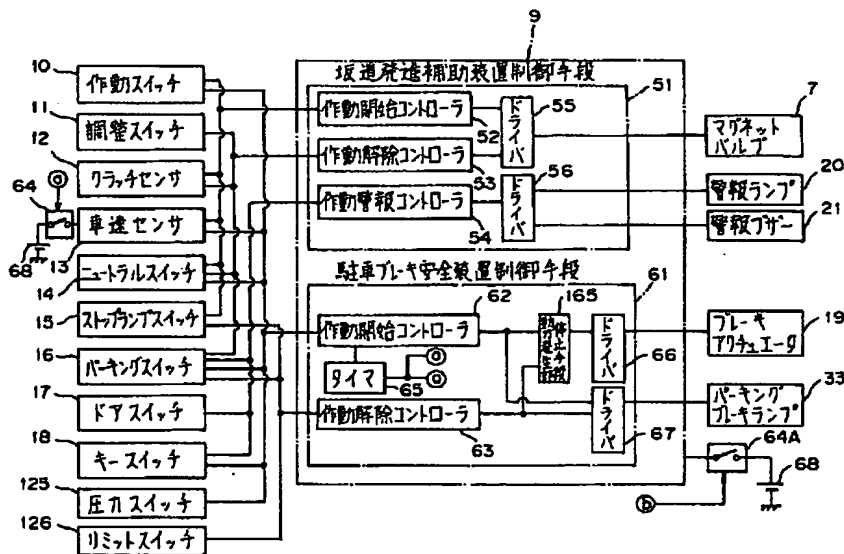 9
坂道発進補助装置制御手段
51
10
作動スイッチ
11
調整スイッチ
12
クラッチセンサ
64
ⓐ
車速センサ
68
13
ニュートラルスイッチ
14
ストップランプスイッチ
15
16
パーキングスイッチ
17
ドアスイッチ
18
キースイッチ
125
圧力スイッチ
126
リミットスイッチ
作動開始コントローラ
52
作動解除コントローラ
53
作動警報コントローラ
54
ドライバ
55
ドライバ
56
駐車ブレーキ安全装置制御手段
61
62
作動開始コントローラ
タイマ
65
ⓐ
ⓐ
作動解除コントローラ
63
165
停止手段
ドライバ
66
ドライバ
67
7
マグネット
バルブ
20
警報ランプ
21
警報ブザー
ブレーキ
アクチュエータ
19
パーキング
ブレーキランプ
33
64A
68
ⓑ